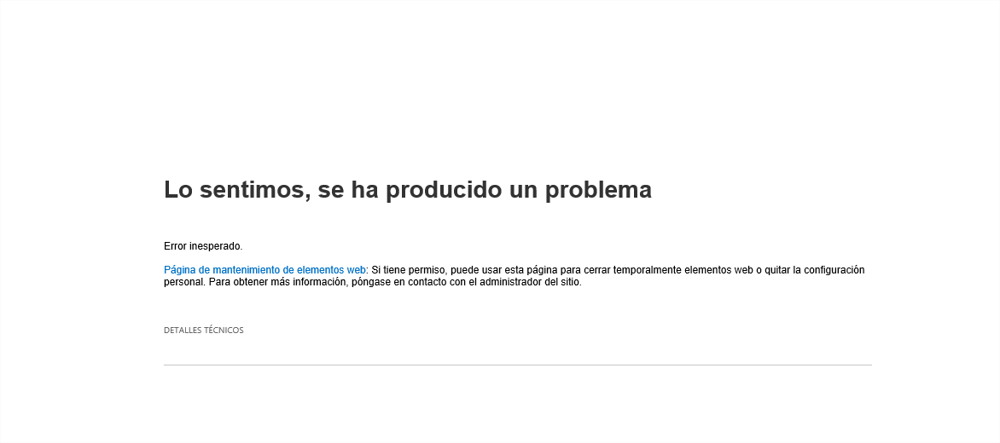 Lo sentimos, se ha producido un problema
Error inesperado.
Página de mantenimiento de elementos web: Si tiene permiso, puede usar esta página para cerrar temporalmente elementos web o quitar la configuración
personal. Para obtener más información, póngase en contacto con el administrador del sitio.
DETALLES TÉCNICOS